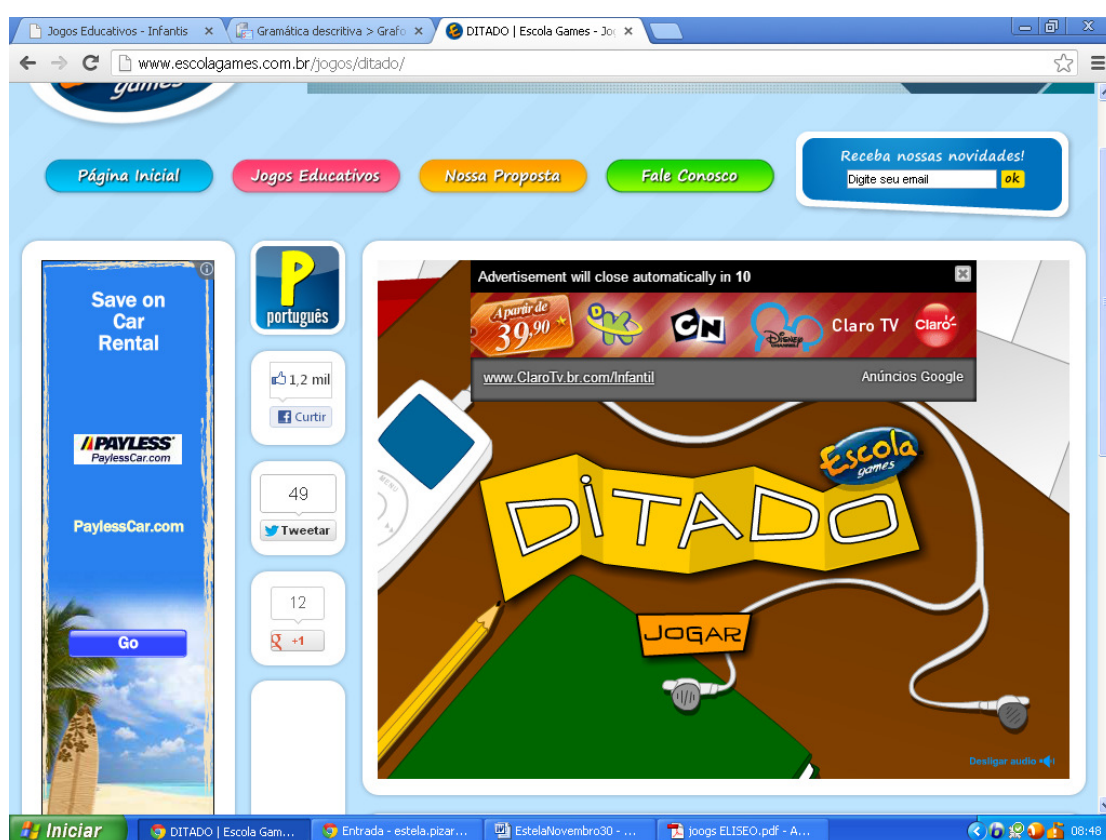 Jogos Educativos - Infantis
Gramática descritiva > Grafo
DITADO | Escola Games - Jo
www.escolagames.com.br/jogos/ditado/
games
Página Inicial
Jogos Educativos
Nossa Proposta
Fale Conosco
Receba nossas novidades!
Digite seu email
ok
Save on
Car
Rental
PAYLESS
PaylessCar.com
PaylessCar.com
Go
P
português
1,2 mil
Curtir
49
Tweetar
12
+1
Advertisement will close automatically in 10
A partir de
39,90
CN
Disney
Claro TV
Claro
www.ClaroTv.br.com/Infantil
Anúncios Google
MENU
Escola
games
DITADO
JOGAR
Desligar audio
Iniciar
DITADO | Escola Gam...
Entrada - estela.pizar...
EstelaNovembro30 - ...
joogs ELISEO.pdf - A...
08:48